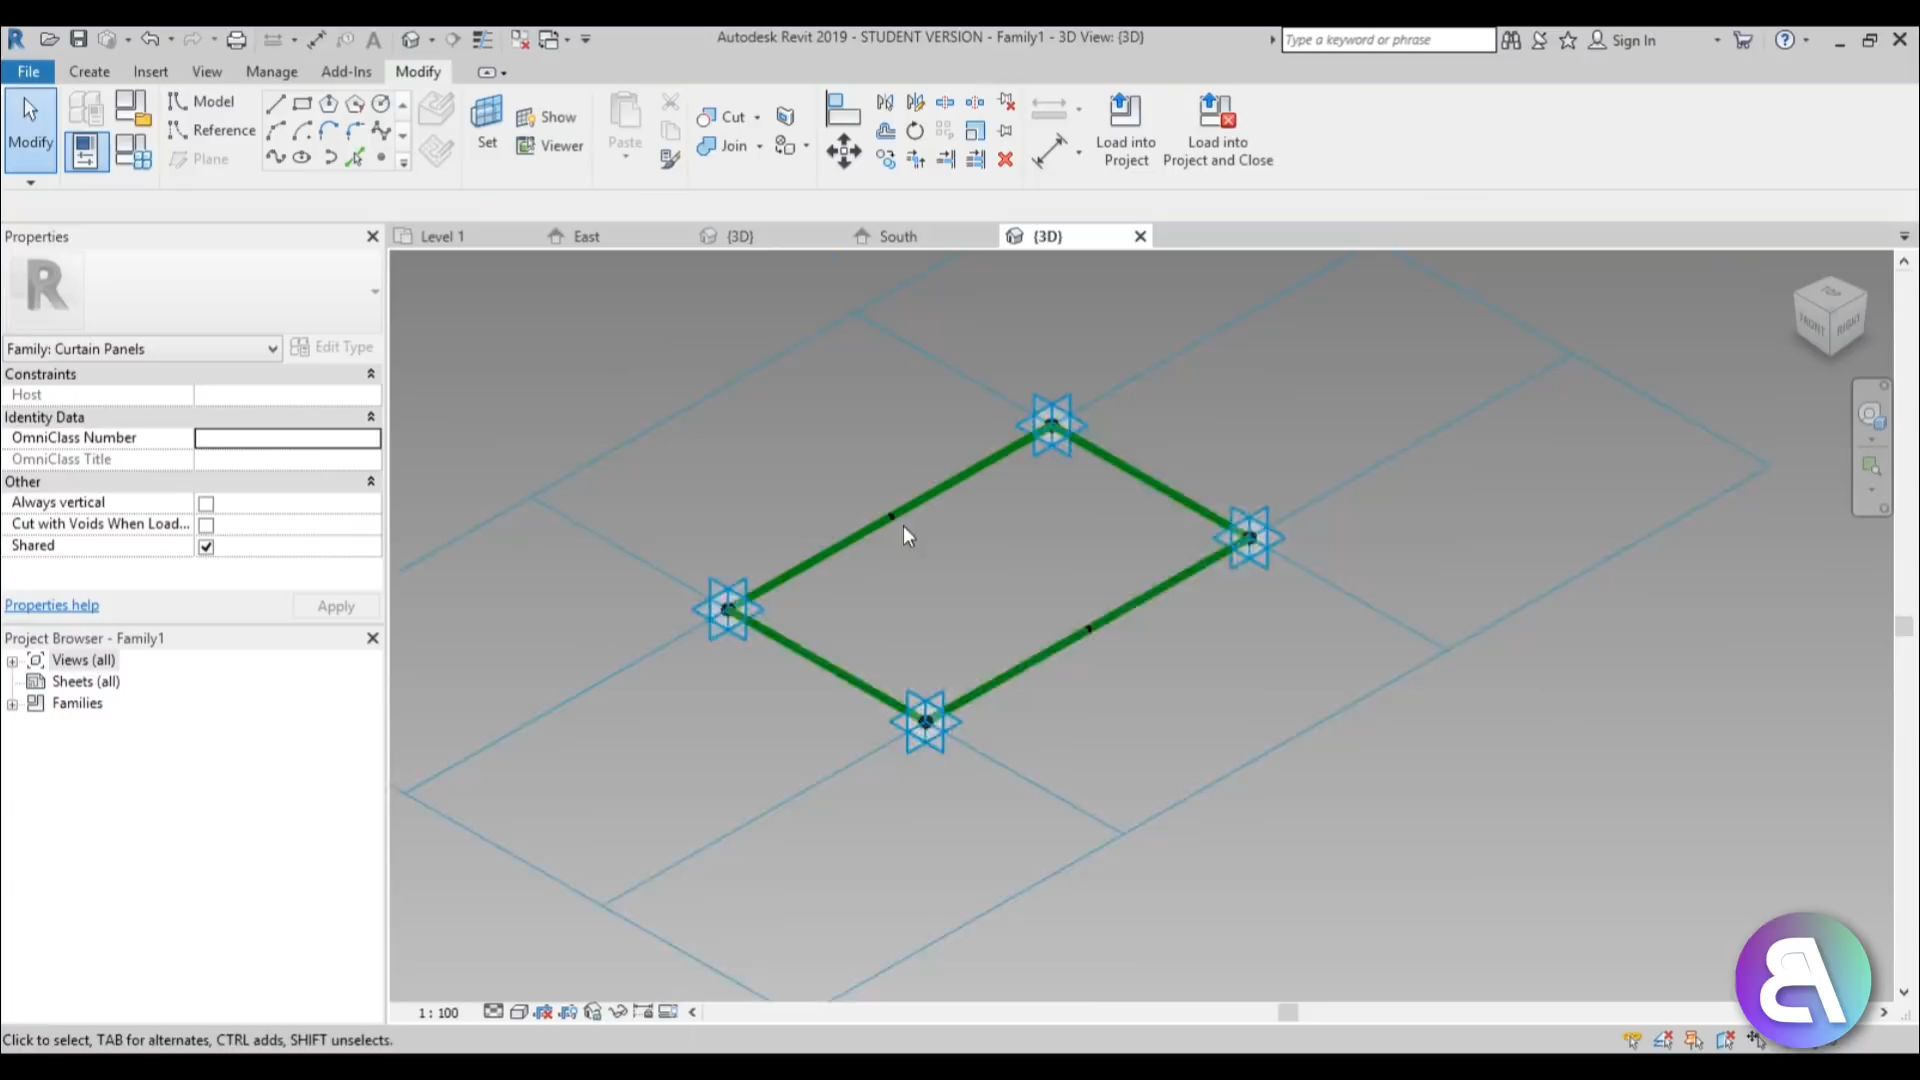 Autodesk Revit 2019 - STUDENT VERSION - Family1 - 3D View: {3D}
Type a keyword or phrase
Sign In
File
Create
Insert
View
Manage
Add-Ins
Modify
Modify
Model
Reference
Plane
Set
Show
Viewer
Paste
Cut
Join
Load into
Project
Load into
Project and Close
Properties
Level 1
East
{3D}
South
{3D}
R
Family: Curtain Panels
Edit Type
Constraints
Host
Identity Data
OmniClass Number
OmniClass Title
Other
Always vertical
Cut with Voids When Load...
Shared
Properties help
Apply
Project Browser - Family1
Views (all)
Sheets (all)
Families
TOP
FRONT
RIGHT
1 : 100
Click to select, TAB for alternates, CTRL adds, SHIFT unselects.